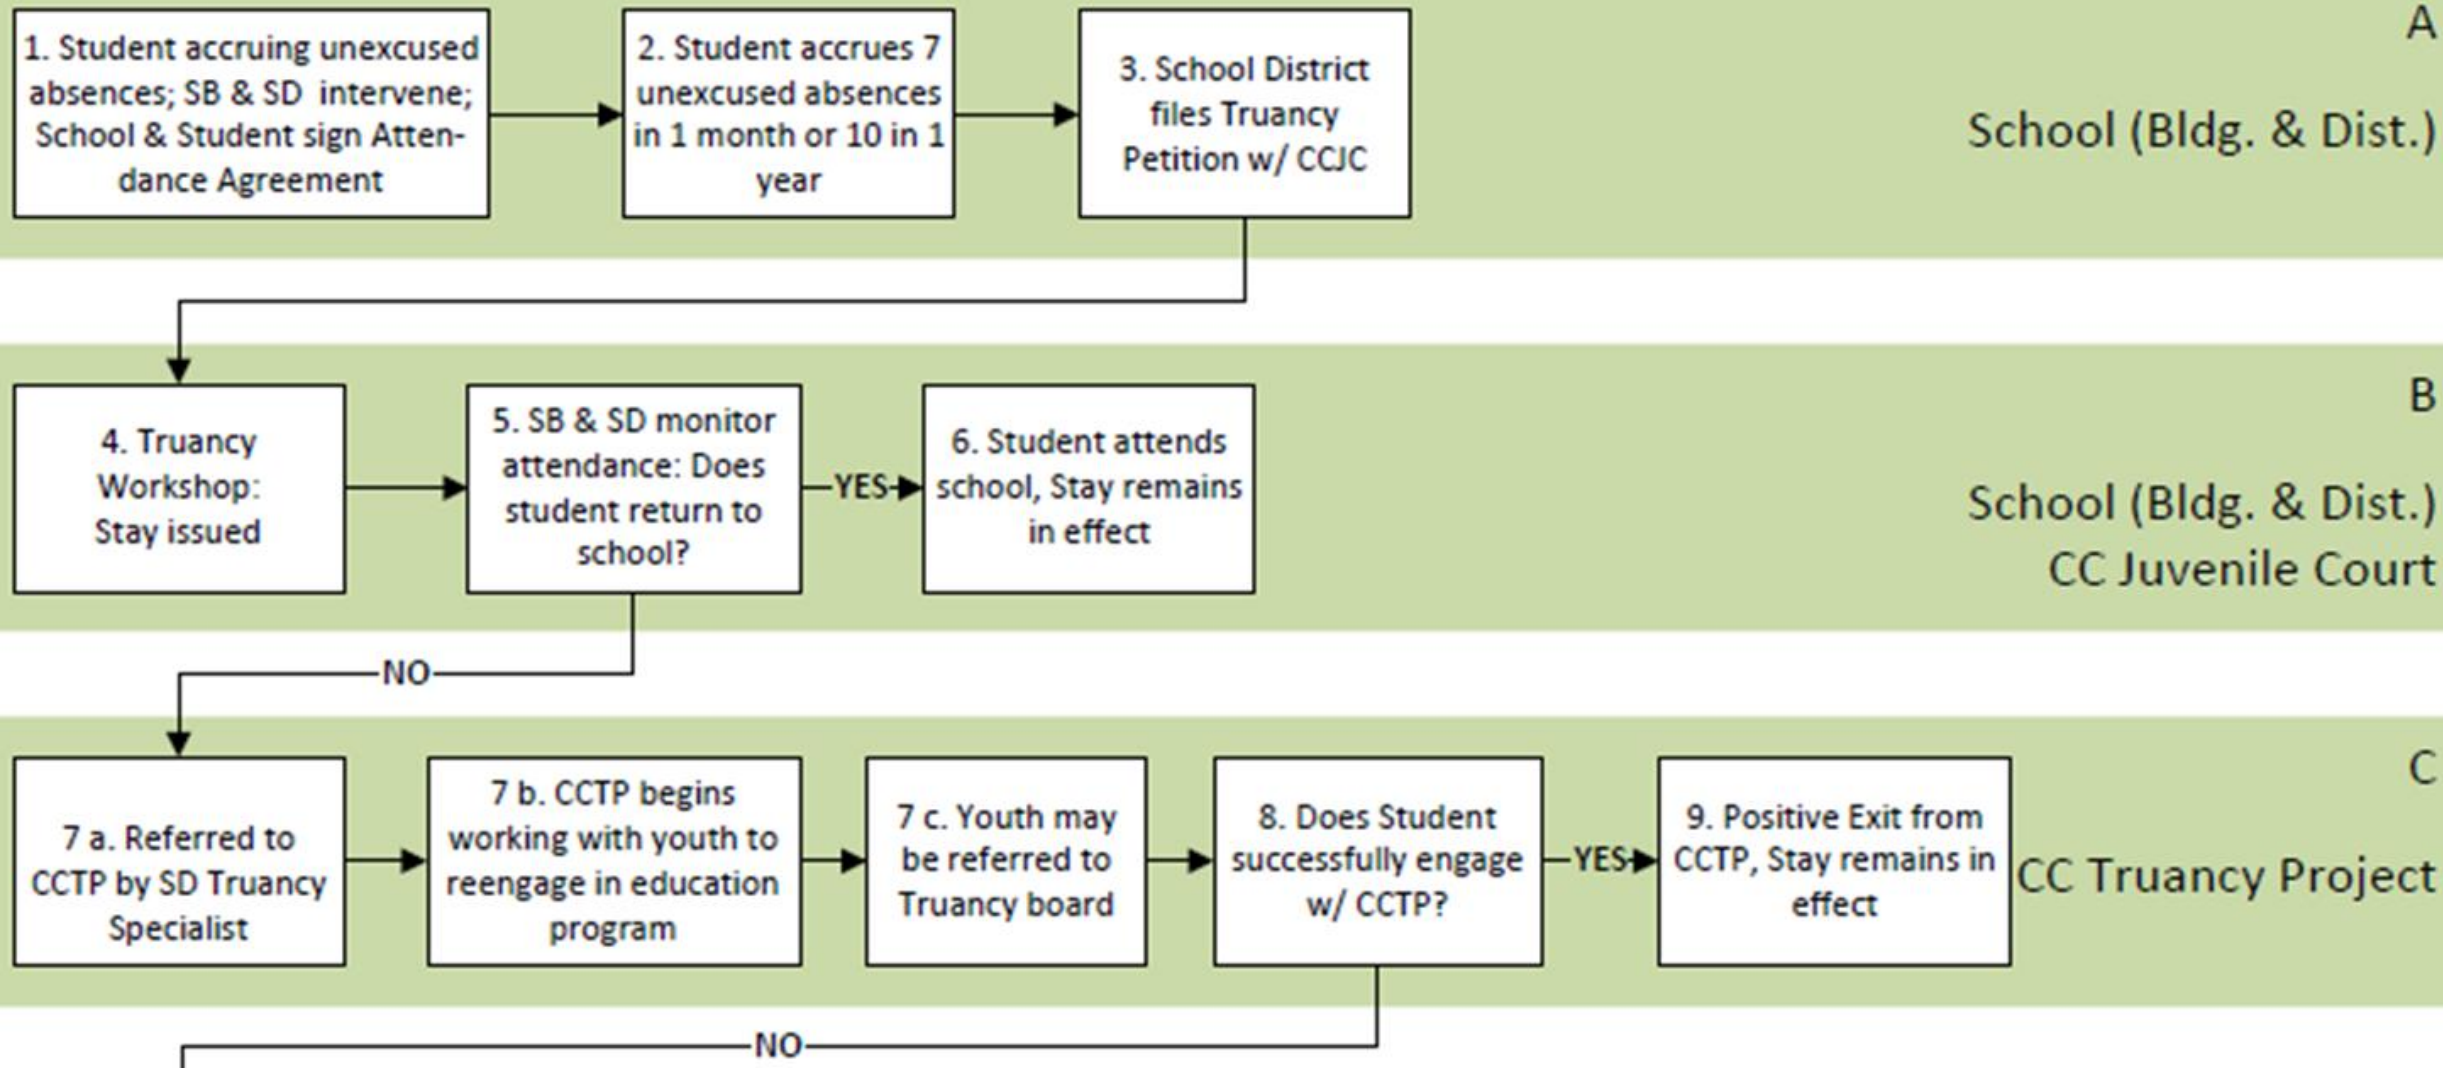 1. Student accruing unexcused
absences; SB & SD intervene;
School & Student sign Atten-
dance Agreement
2. Student accrues 7
unexcused absences
in 1 month or 10 in 1
year
3. School District
files Truancy
Petition w/ CCJC
A
School (Bldg. & Dist.)
4. Truancy
Workshop:
Stay issued
5. SB & SD monitor
attendance: Does
student return to
school?
YES
6. Student attends
school, Stay remains
in effect
B
School (Bldg. & Dist.)
CC Juvenile Court
NO
7 a. Referred to
CCTP by SD Truancy
Specialist
7 b. CCTP begins
working with youth to
reengage in education
program
7 c. Youth may
be referred to
Truancy board
8. Does Student
successfully engage
w/ CCTP?
YES
9. Positive Exit from
CCTP, Stay remains in
effect
C
CC Truancy Project
NO